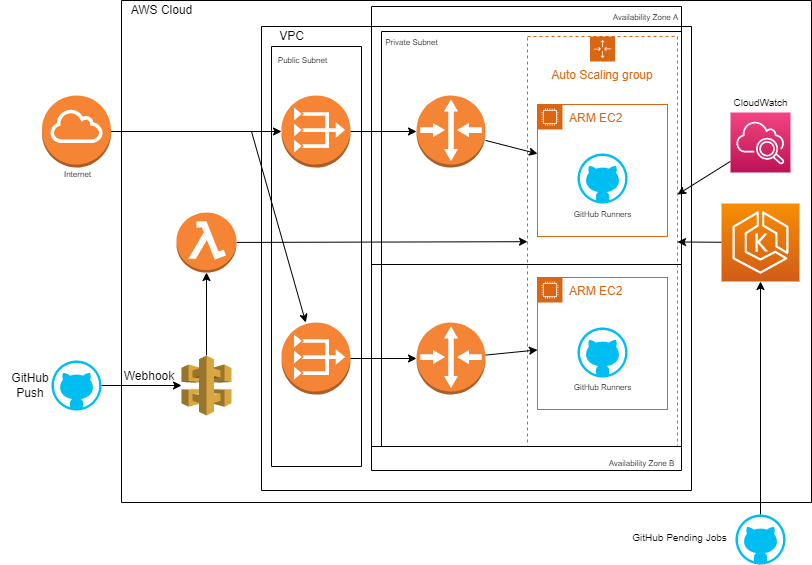 AWS Cloud
Availability Zone A
VPC
Public Subnet
Private Subnet
Auto Scaling group
CloudWatch
ARM EC2
Internet
GitHub Runners
K
ARM EC2
GitHub
Push
Webhook
GitHub Runners
Availability Zone B
GitHub Pending Jobs